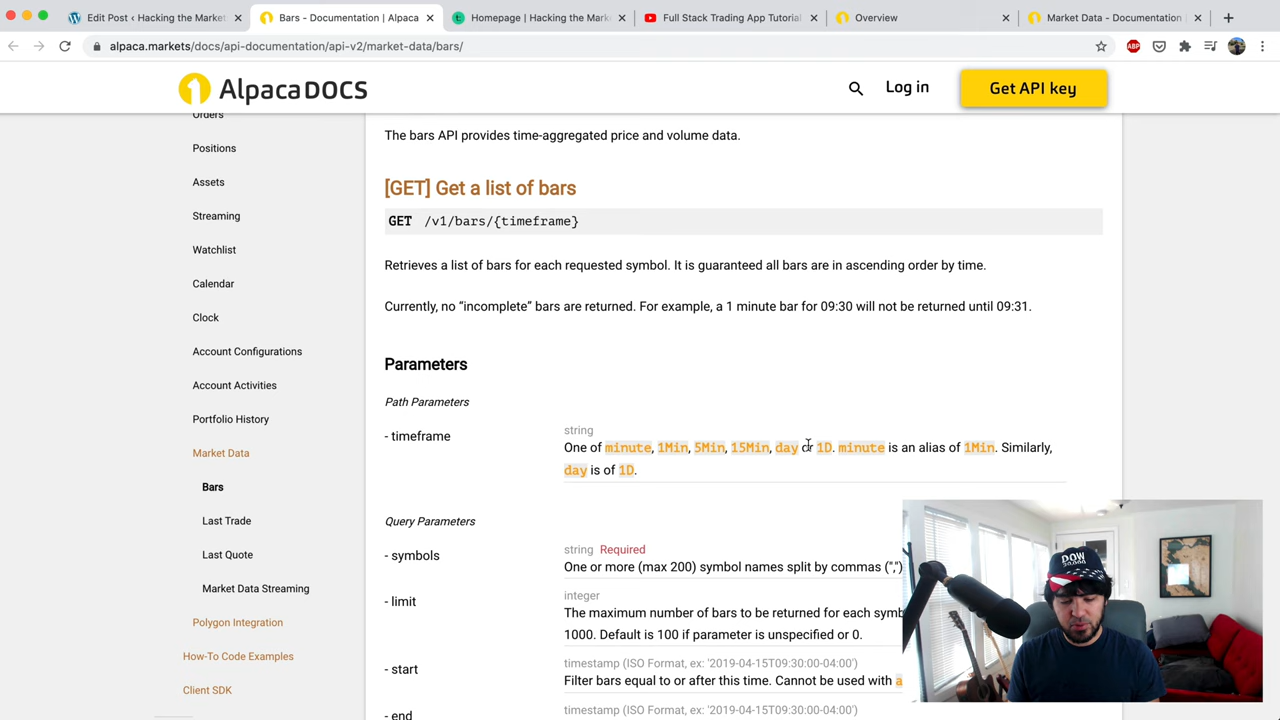 Edit Post ‹ Hacking the Market
Bars - Documentation | Alpaca
Homepage | Hacking the Mark
Full Stack Trading App Tutorial
Overview
Market Data - Documentation
alpaca.markets/docs/api-documentation/api-v2/market-data/bars/
ABP
AlpacaDOCS
Log in
Get API key
Orders
Positions
Assets
Streaming
Watchlist
Calendar
Clock
Account Configurations
Account Activities
Portfolio History
Market Data
Bars
Last Trade
Last Quote
Market Data Streaming
Polygon Integration
How-To Code Examples
Client SDK
The bars API provides time-aggregated price and volume data.
[GET] Get a list of bars
GET /v1/bars/{timeframe}
Retrieves a list of bars for each requested symbol. It is guaranteed all bars are in ascending order by time.
Currently, no “incomplete” bars are returned. For example, a 1 minute bar for 09:30 will not be returned until 09:31.
Parameters
Path Parameters
- timeframe
string
One of minute, 1Min, 5Min, 15Min, day or 1D. minute is an alias of 1Min. Similarly,
day is of 1D.
Query Parameters
- symbols
string Required
One or more (max 200) symbol names split by commas (“,”)
- limit
integer
The maximum number of bars to be returned for each symb
1000. Default is 100 if parameter is unspecified or 0.
- start
timestamp (ISO Format, ex: '2019-04-15T09:30:00-04:00')
Filter bars equal to or after this time. Cannot be used with a
- end
timestamp (ISO Format, ex: '2019-04-15T09:30:00-04:00')
DOW